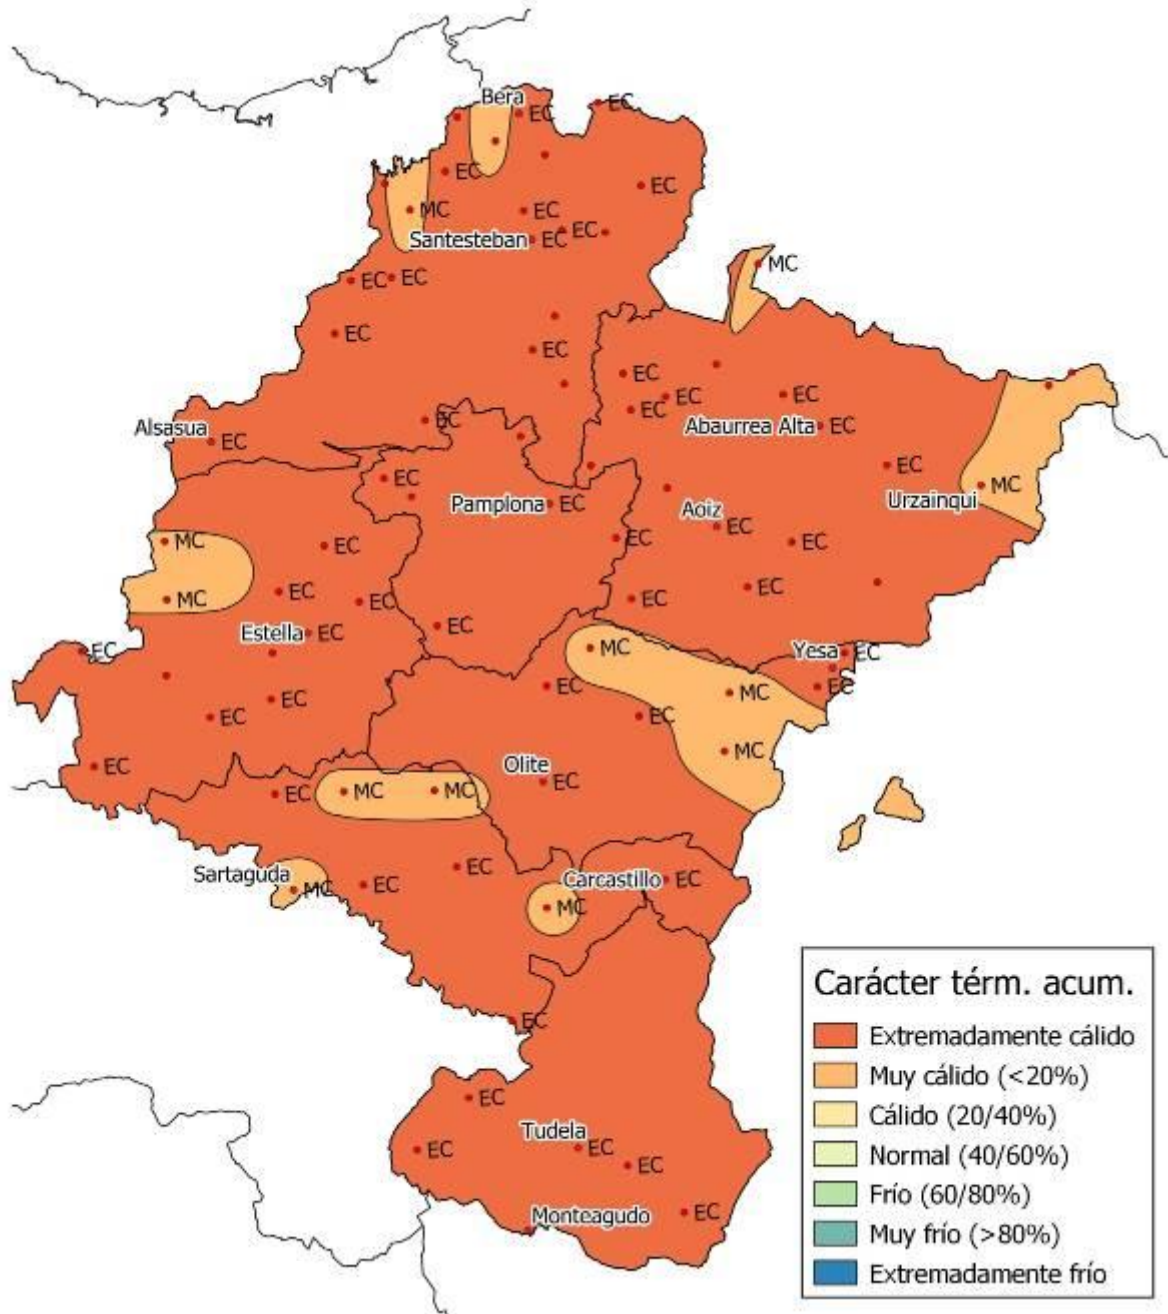 Bera
EC
EC
EC
EC
MC
EC
Santesteban
EC
EC
MC
EC
EC
EC
EC
EC
EC
EC
EC
Alsasua
EC
EC
Abaurrea Alta
EC
EC
EC
Urzainqui
MC
Pamplona
EC
Aoiz
EC
MC
EC
EC
EC
EC
EC
MC
EC
EC
Estella
EC
EC
EC
MC
Yesa
EC
EC
EC
MC
EC
EC
EC
MC
EC
Olite
EC
EC
MC
MC
EC
Sartaguda
MC
EC
Carcastillo
EC
MC
EC
EC
Tudela
EC
EC
EC
Monteagudo
EC
Carácter térm. acum.
Extremadamente cálido
Muy cálido (<20%)
Cálido (20/40%)
Normal (40/60%)
Frío (60/80%)
Muy frío (>80%)
Extremadamente frío